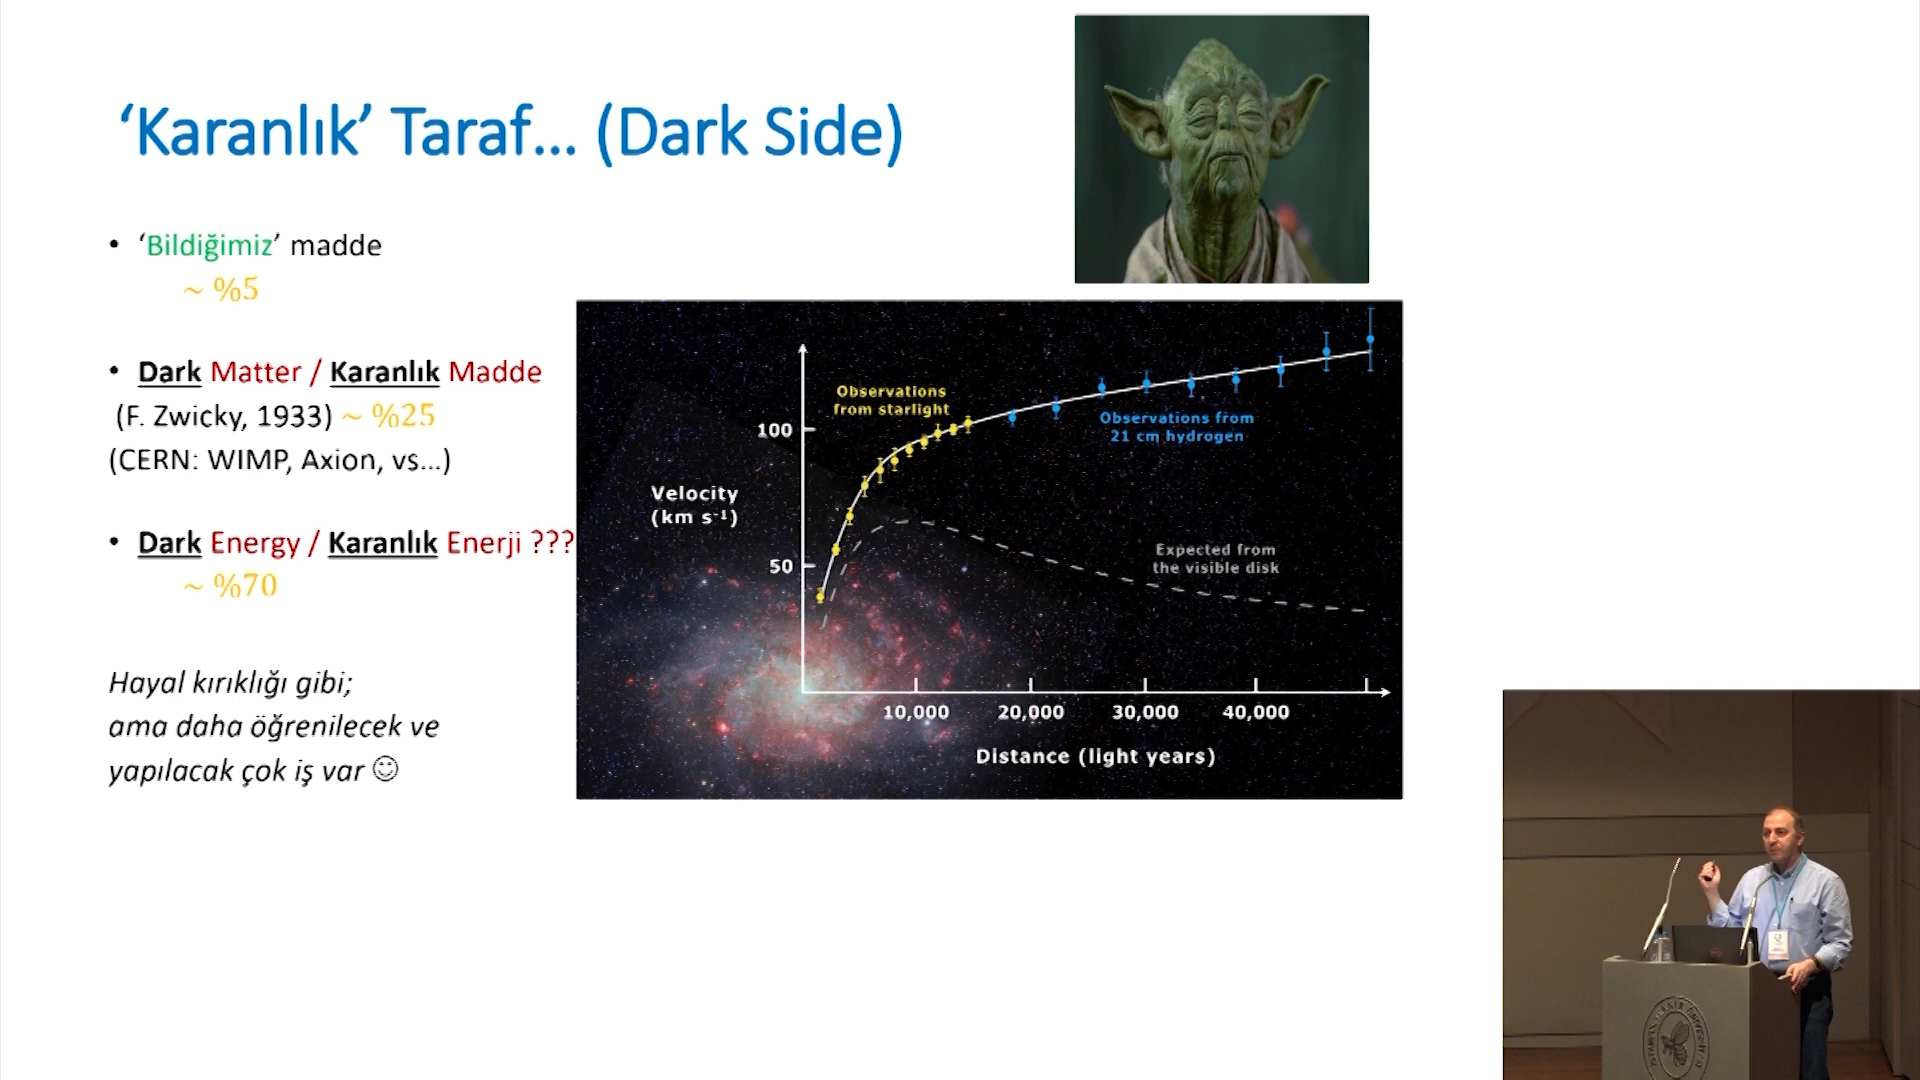 ‘Karanlık’ Taraf… (Dark Side)
• ‘Bildiğimiz’ madde
~ %5
• Dark Matter / Karanlık Madde
(F. Zwicky, 1933) ~ %25
(CERN: WIMP, Axion, vs…)
• Dark Energy / Karanlık Enerji ???
~ %70
Hayal kırıklığı gibi;
ama daha öğrenilecek ve
yapılacak çok iş var ☺
Observations
from starlight
Observations from
21 cm hydrogen
100
Velocity
(km s⁻¹)
50
Expected from
the visible disk
10,000 20,000 30,000 40,000
Distance (light years)